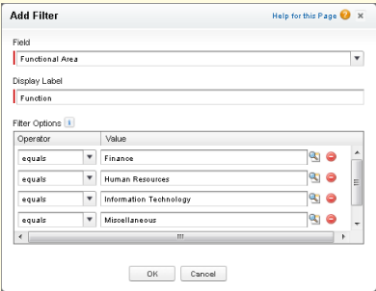 Add Filter Help for this Page
Field
Functional Area
Display Label
Function
Filter Options
Operator Value
equals Finance
equals Human Resources
equals Information Technology
equals Miscellaneous
OK Cancel